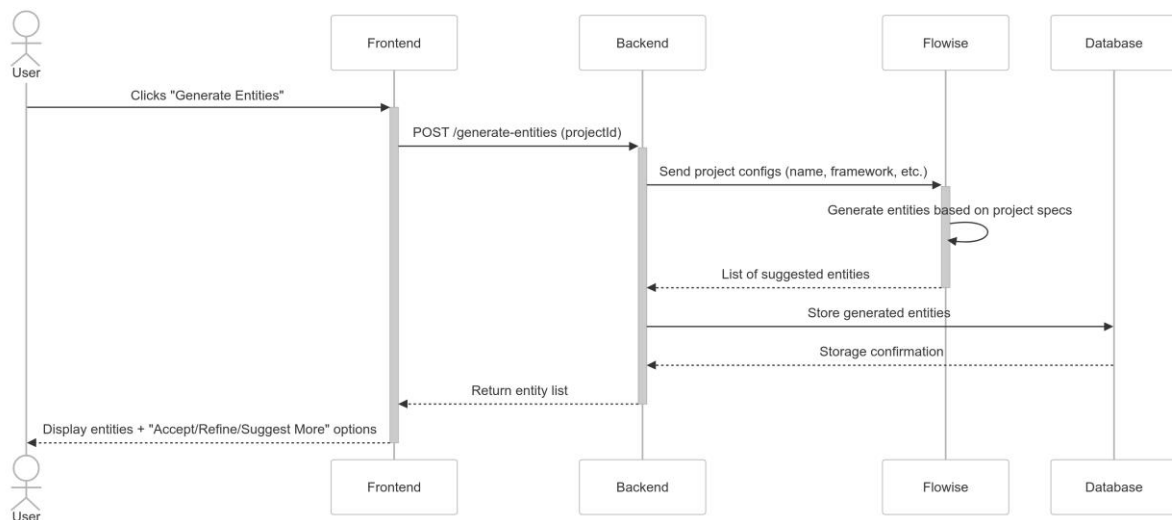 Frontend
Backend
Flowise
Database
User
Clicks "Generate Entities"
POST /generate-entities (projectId)
Send project configs (name, framework, etc.)
Generate entities based on project specs
List of suggested entities
Store generated entities
Storage confirmation
Return entity list
Display entities + "Accept/Refine/Suggest More" options
Frontend
Backend
Flowise
Database
User